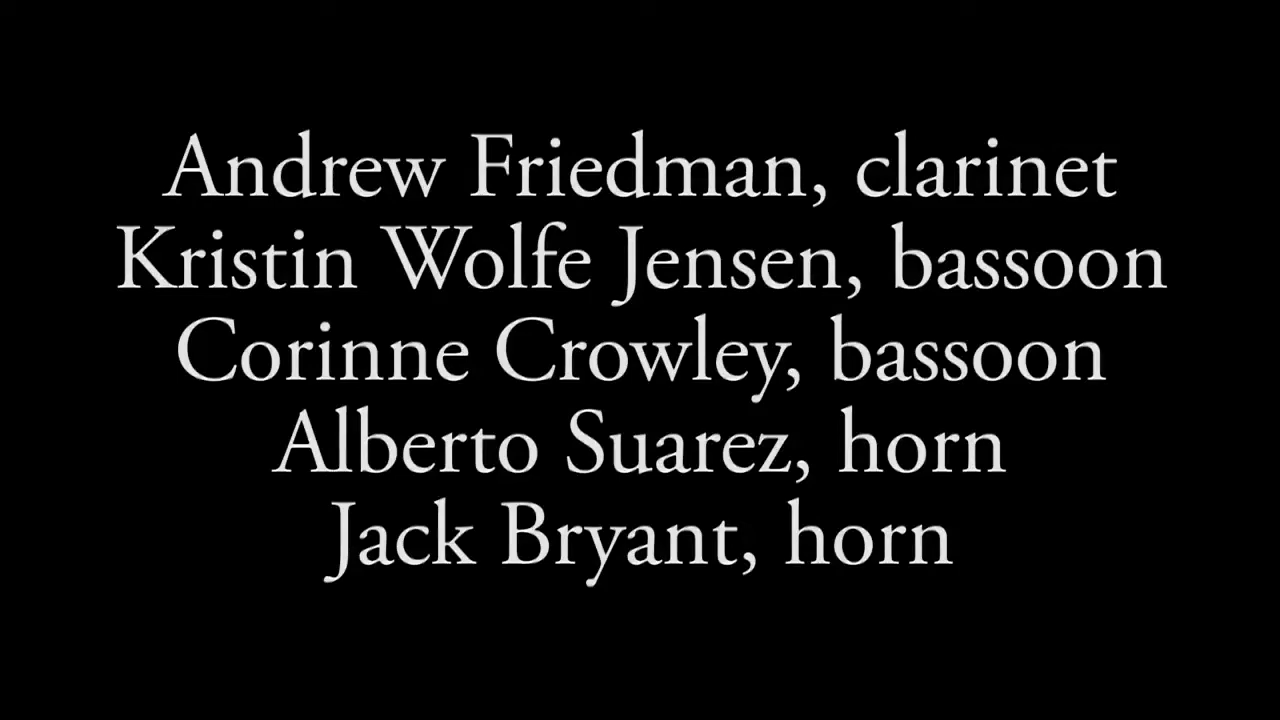 Andrew Friedman, clarinet
Kristin Wolfe Jensen, bassoon
Corinne Crowley, bassoon
Alberto Suarez, horn
Jack Bryant, horn